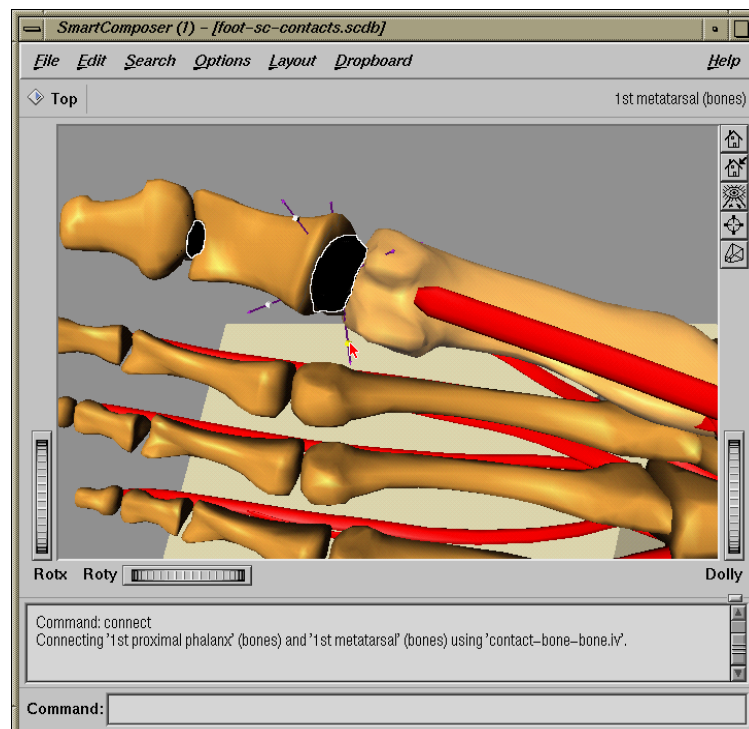 SmartComposer (1) – [foot–sc–contacts.scdb]
File Edit Search Options Layout Dropboard Help
Top 1st metatarsal (bones)
Rotx Roty Dolly
Command: connect
Connecting '1st proximal phalanx' (bones) and '1st metatarsal' (bones) using 'contact–bone–bone.iv'.
Command: